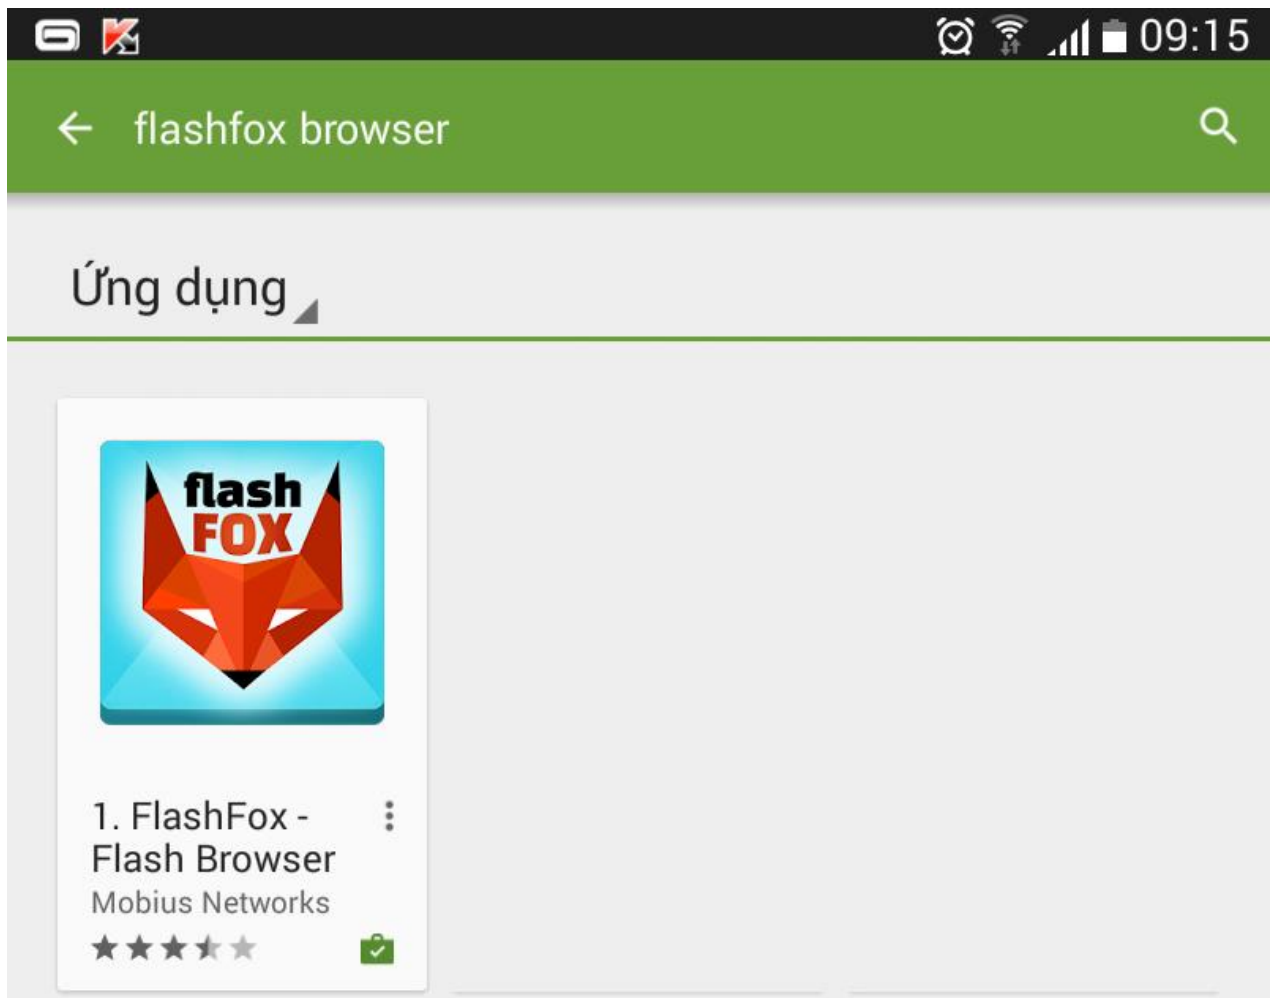 09:15
flashfox browser
Ứng dụng
flash
FOX
1. FlashFox -
Flash Browser
Mobius Networks